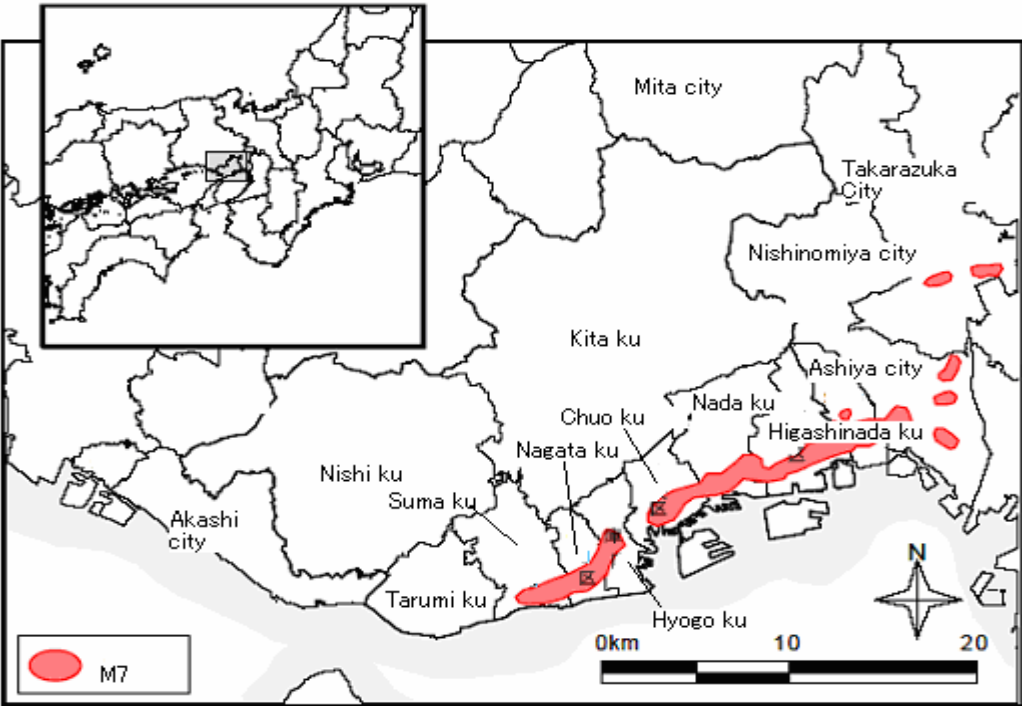 Mita city
Takarazuka
City
Nishinomiya city
Kita ku
Ashiya city
Nada ku
Chuo ku
Higashinada ku
Nagata ku
Nishi ku
Suma ku
Akashi
city
Tarumi ku
Hyogo ku
N
0km 10 20
M7